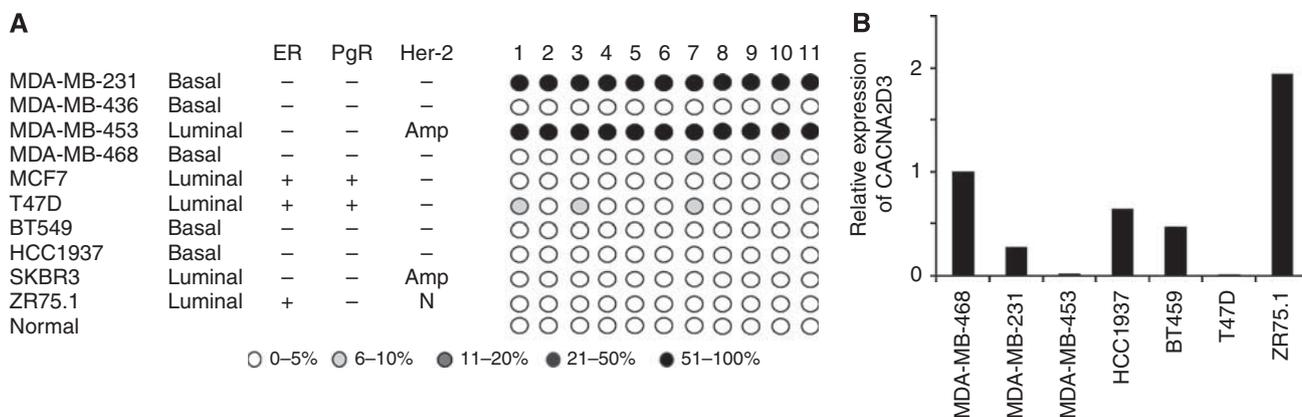 A
ER PgR Her-2 1 2 3 4 5 6 7 8 9 10 11
MDA-MB-231 Basal – – –
MDA-MB-436 Basal – – –
MDA-MB-453 Luminal – – Amp
MDA-MB-468 Basal – – –
MCF7 Luminal + + –
T47D Luminal + + –
BT549 Basal – – –
HCC1937 Basal – – –
SKBR3 Luminal – – Amp
ZR75.1 Luminal + – N
Normal
0–5% 6–10% 11–20% 21–50% 51–100%
B
Relative expression
of CACNA2D3
2
1
0
MDA-MB-468
MDA-MB-231
MDA-MB-453
HCC1937
BT459
T47D
ZR75.1